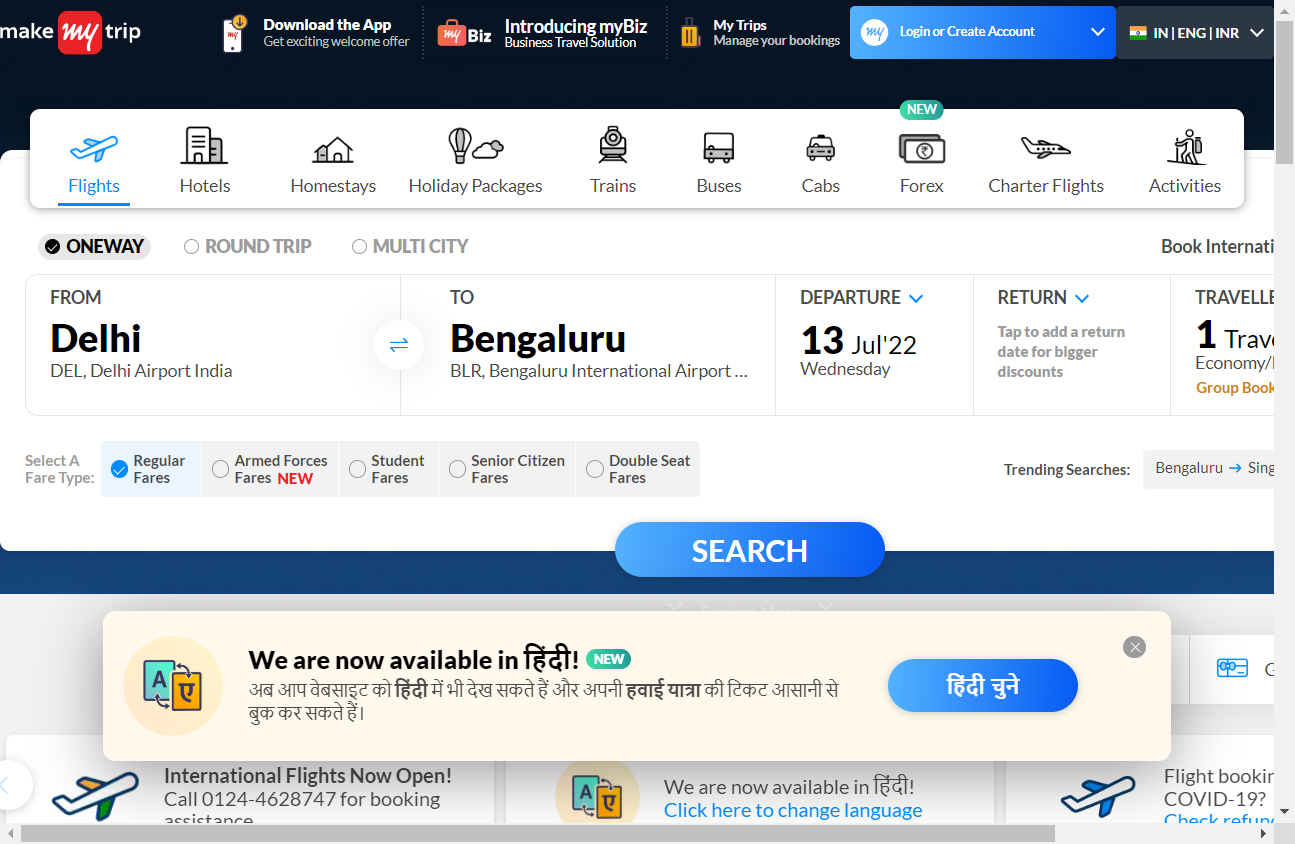 make my trip
Download the App
Get exciting welcome offer
my Biz
Introducing myBiz
Business Travel Solution
My Trips
Manage your bookings
my
Login or Create Account
IN | ENG | INR
NEW
Flights
Hotels
Homestays
Holiday Packages
Trains
Buses
Cabs
Forex
Charter Flights
Activities
ONEWAY
ROUND TRIP
MULTI CITY
Book Internati
FROM
Delhi
DEL, Delhi Airport India
TO
Bengaluru
BLR, Bengaluru International Airport ...
DEPARTURE
13 Jul'22
Wednesday
RETURN
Tap to add a return
date for bigger
discounts
TRAVELLE
1 Trave
Economy/
Group Book
Select A
Fare Type:
Regular
Fares
Armed Forces
Fares NEW
Student
Fares
Senior Citizen
Fares
Double Seat
Fares
Trending Searches:
Bengaluru → Sing
SEARCH
We are now available in हिंदी! NEW
अब आप वेबसाइट को हिंदी में भी देख सकते हैं और अपनी हवाई यात्रा की टिकट आसानी से
बुक कर सकते हैं।
हिंदी चुने
A ए
International Flights Now Open!
Call 0124-4628747 for booking
assistance
A ए
We are now available in हिंदी!
Click here to change language
Flight bookin
COVID-19?
Check refund